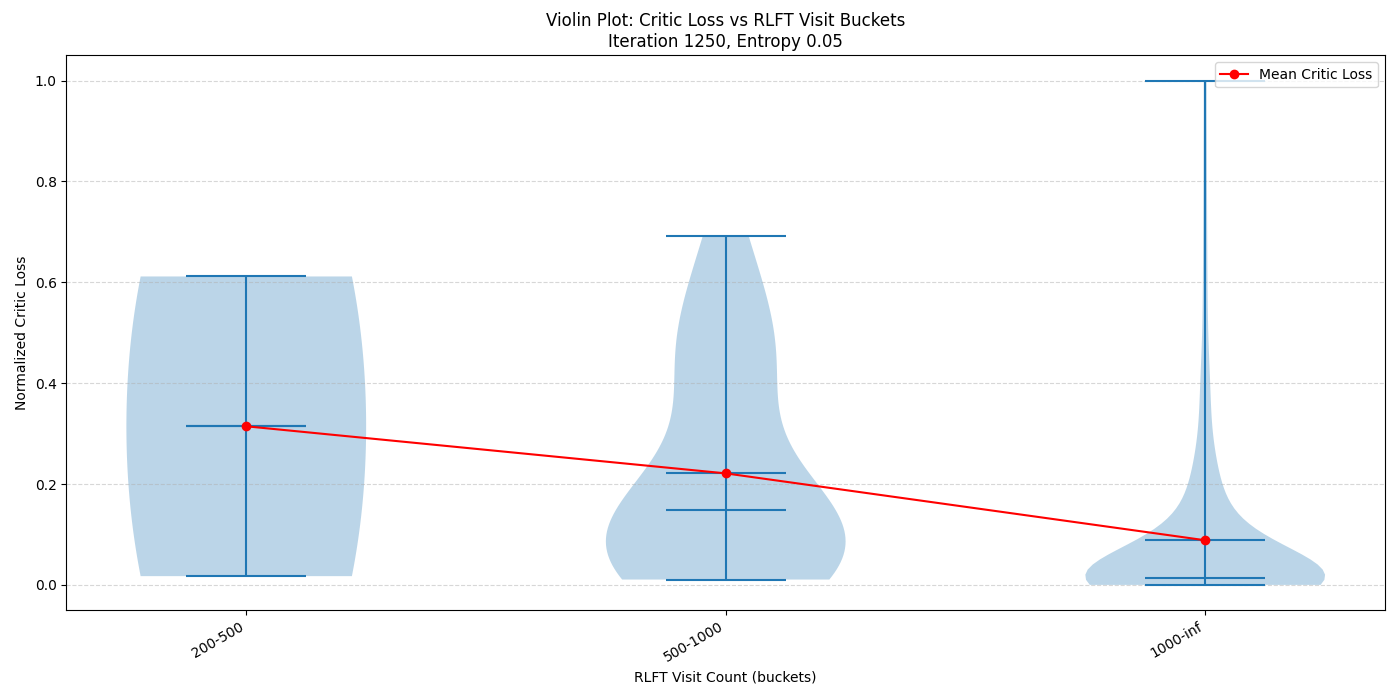 Violin Plot: Critic Loss vs RLFT Visit Buckets
Iteration 1250, Entropy 0.05
Mean Critic Loss
1.0
0.8
0.6
0.4
0.2
0.0
Normalized Critic Loss
200-500
500-1000
1000-inf
RLFT Visit Count (buckets)